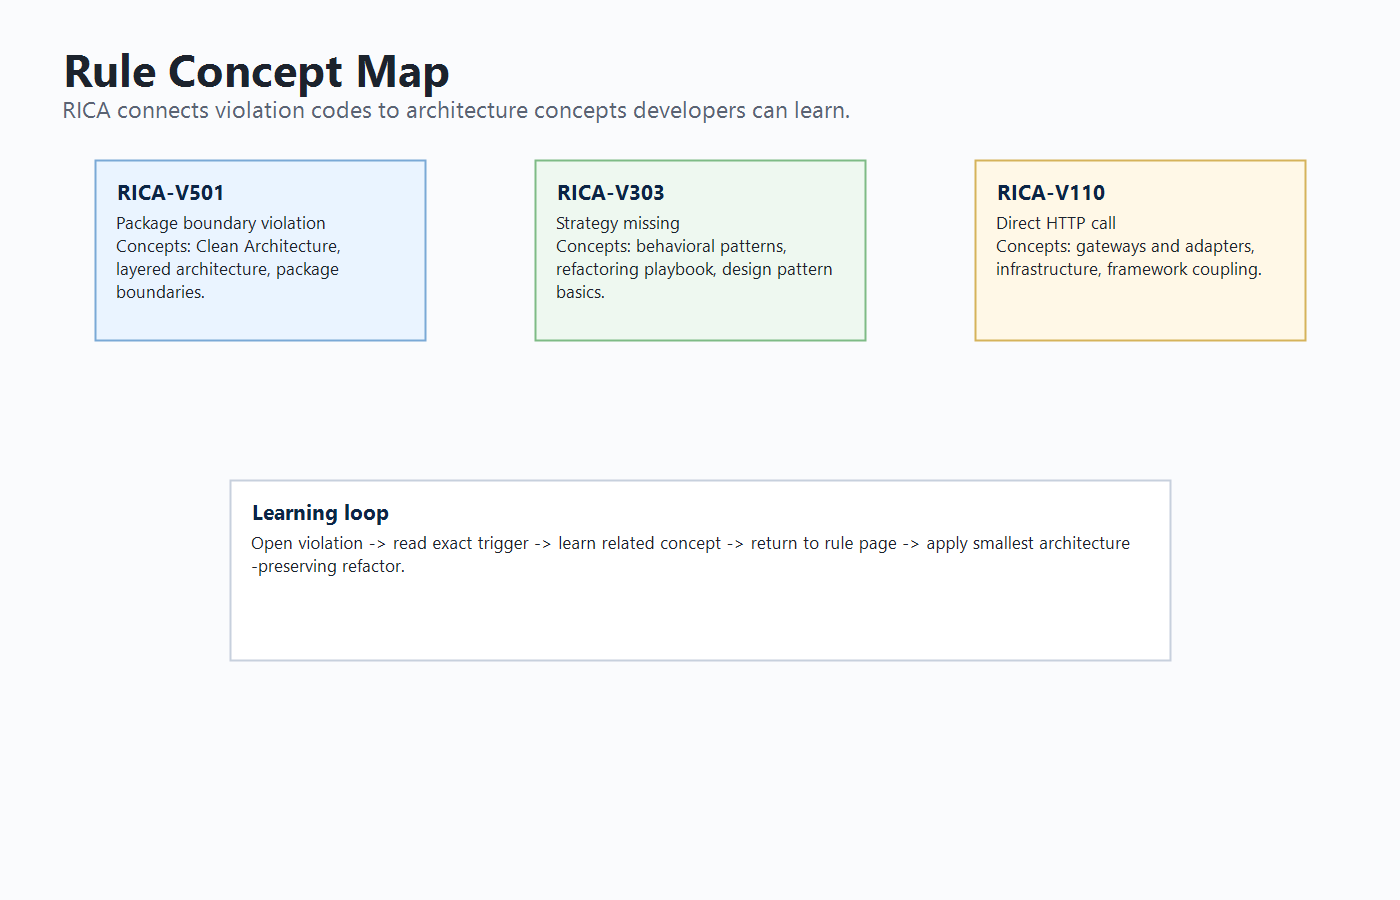 Rule Concept Map
RICA connects violation codes to architecture concepts developers can learn.
RICA-V501
Package boundary violation
Concepts: Clean Architecture,
layered architecture, package
boundaries.
RICA-V303
Strategy missing
Concepts: behavioral patterns,
refactoring playbook, design pattern
basics.
RICA-V110
Direct HTTP call
Concepts: gateways and adapters,
infrastructure, framework coupling.
Learning loop
Open violation -> read exact trigger -> learn related concept -> return to rule page -> apply smallest architecture
-preserving refactor.